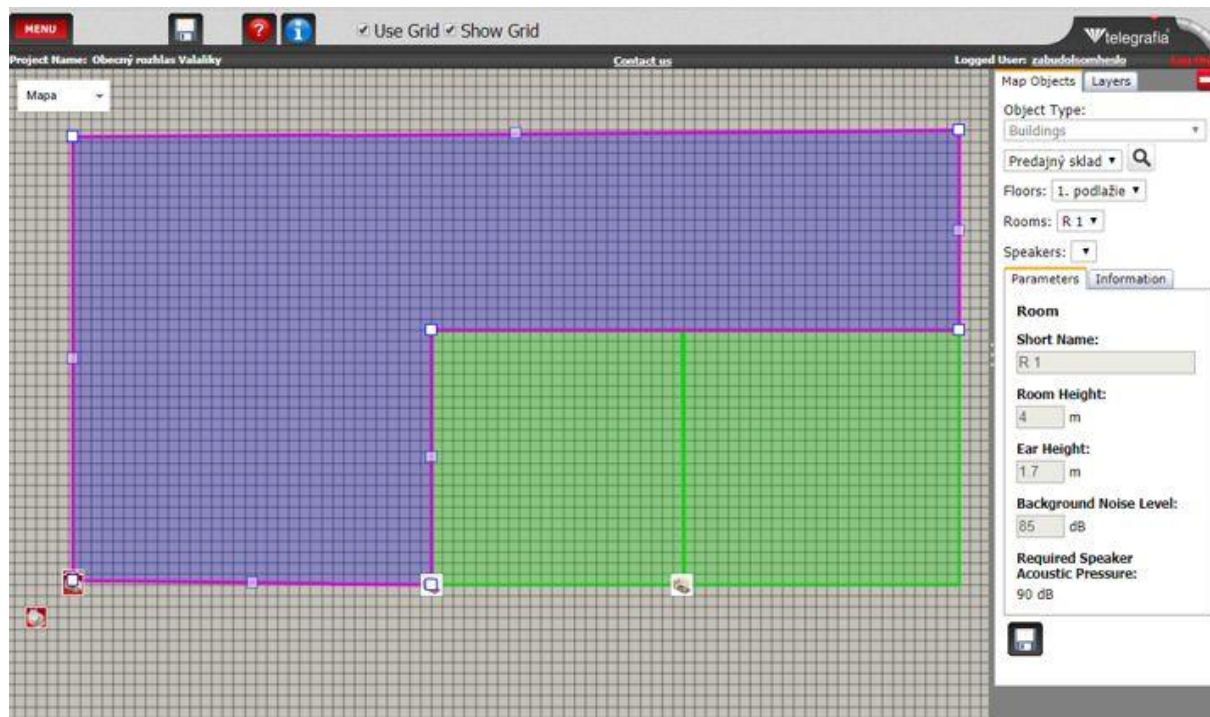 MENU
? i
Use Grid Show Grid
telegrafia
Project Name: Obecný rozhlas Valaliky
Contact us
Logged User: zabudolsomheslo
Mapa
Map Objects Layers
Object Type:
Buildings
Predajný sklad
Floors: 1. podlažie
Rooms: R 1
Speakers:
Parameters Information
Room
Short Name:
R 1
Room Height:
4 m
Ear Height:
1.7 m
Background Noise Level:
85 dB
Required Speaker
Acoustic Pressure:
90 dB